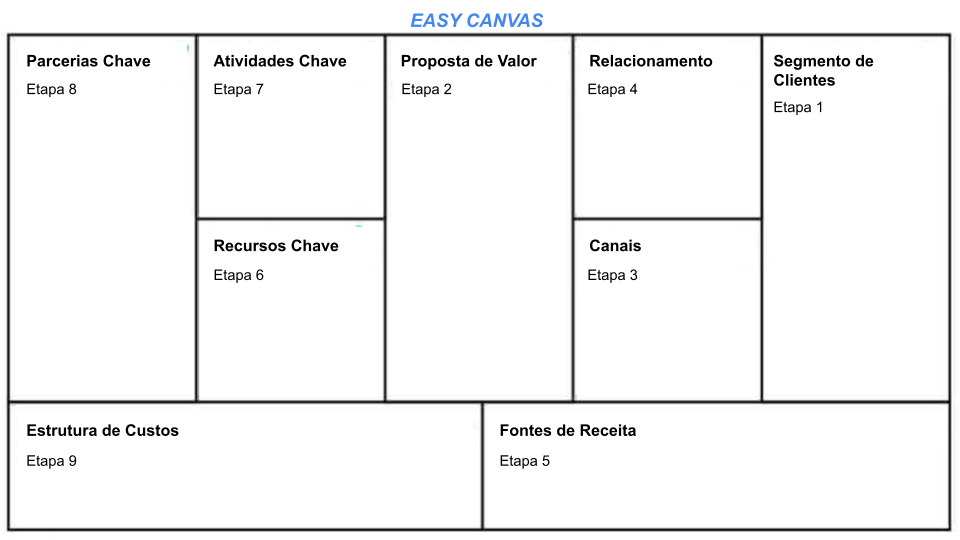 EASY CANVAS
Parcerias Chave
Etapa 8
Atividades Chave
Etapa 7
Recursos Chave
Etapa 6
Proposta de Valor
Etapa 2
Relacionamento
Etapa 4
Canais
Etapa 3
Segmento de
Clientes
Etapa 1
Estrutura de Custos
Etapa 9
Fontes de Receita
Etapa 5